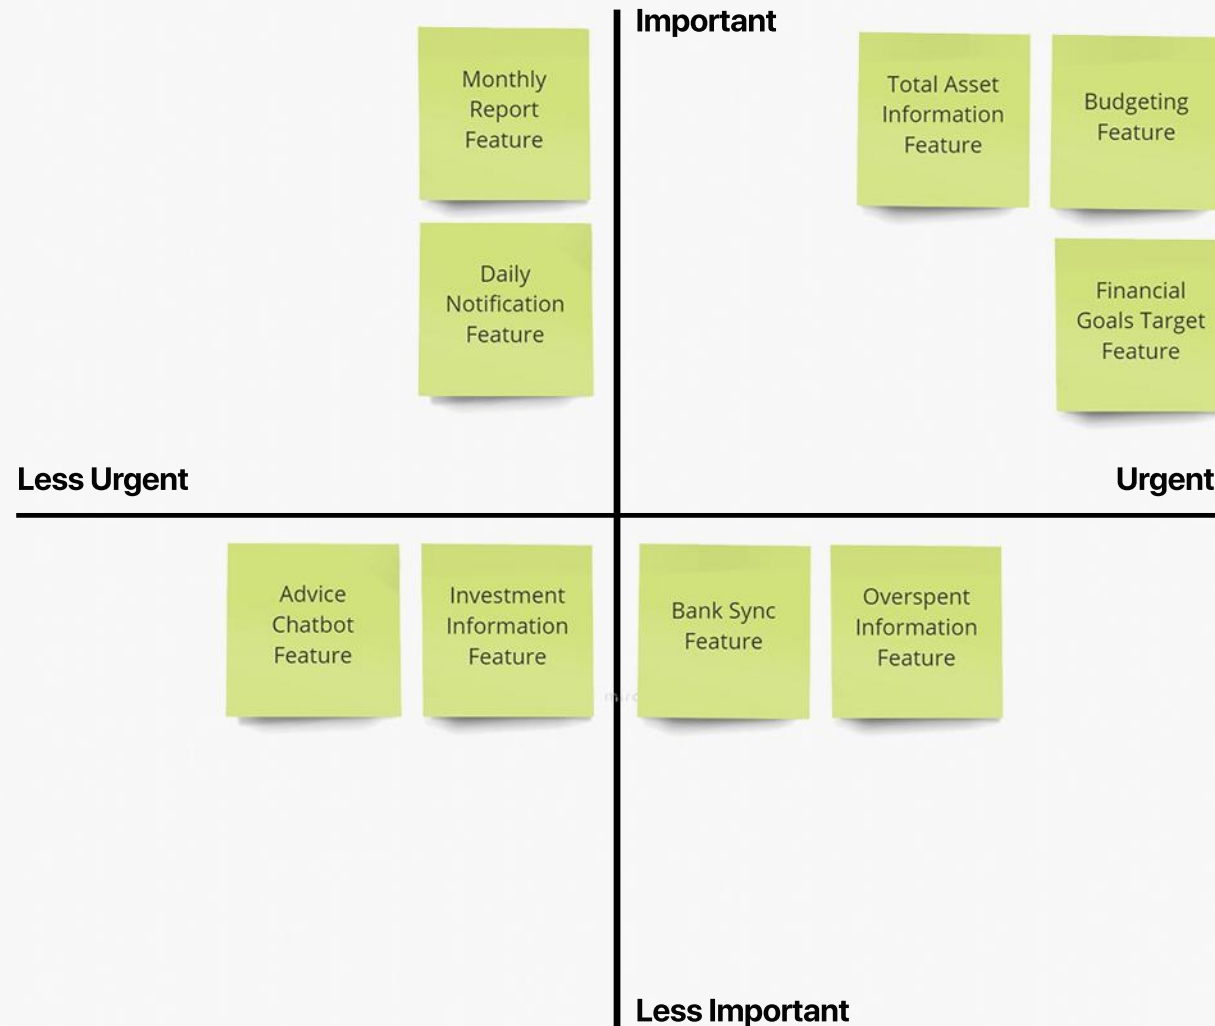 Important
Monthly
Report
Feature
Total Asset
Information
Feature
Budgeting
Feature
Daily
Notification
Feature
Financial
Goals Target
Feature
Less Urgent
Urgent
Advice
Chatbot
Feature
Investment
Information
Feature
Bank Sync
Feature
Overspent
Information
Feature
Less Important